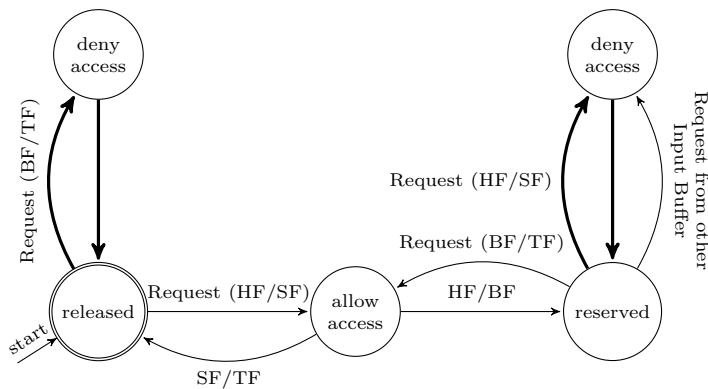 deny
access
deny
access
Request (BF/TF)
Request from other
Input Buffer
Request (HF/SF)
Request (BF/TF)
Request (HF/SF)
HF/BF
released
allow
access
reserved
start
SF/TF